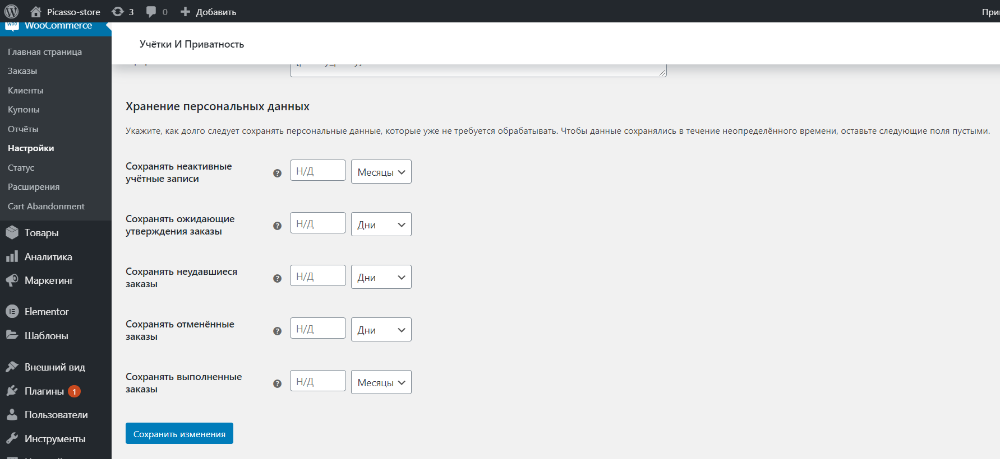 Picasso-store
3
0
Добавить
WooCommerce
Главная страница
Заказы
Клиенты
Купоны
Отчёты
Настройки
Статус
Расширения
Cart Abandonment
Товары
Аналитика
Маркетинг
Elementor
Шаблоны
Внешний вид
Плагины 1
Пользователи
Инструменты
Учётки И Приватность
Хранение персональных данных
Укажите, как долго следует сохранять персональные данные, которые уже не требуется обрабатывать. Чтобы данные сохранялись в течение неопределённого времени, оставьте следующие поля пустыми.
Сохранять неактивные
учётные записи
? Н/Д Месяцы
Сохранять ожидающие
утверждения заказы
? Н/Д Дни
Сохранять неудавшиеся
заказы
? Н/Д Дни
Сохранять отменённые
заказы
? Н/Д Дни
Сохранять выполненные
заказы
? Н/Д Месяцы
Сохранить изменения